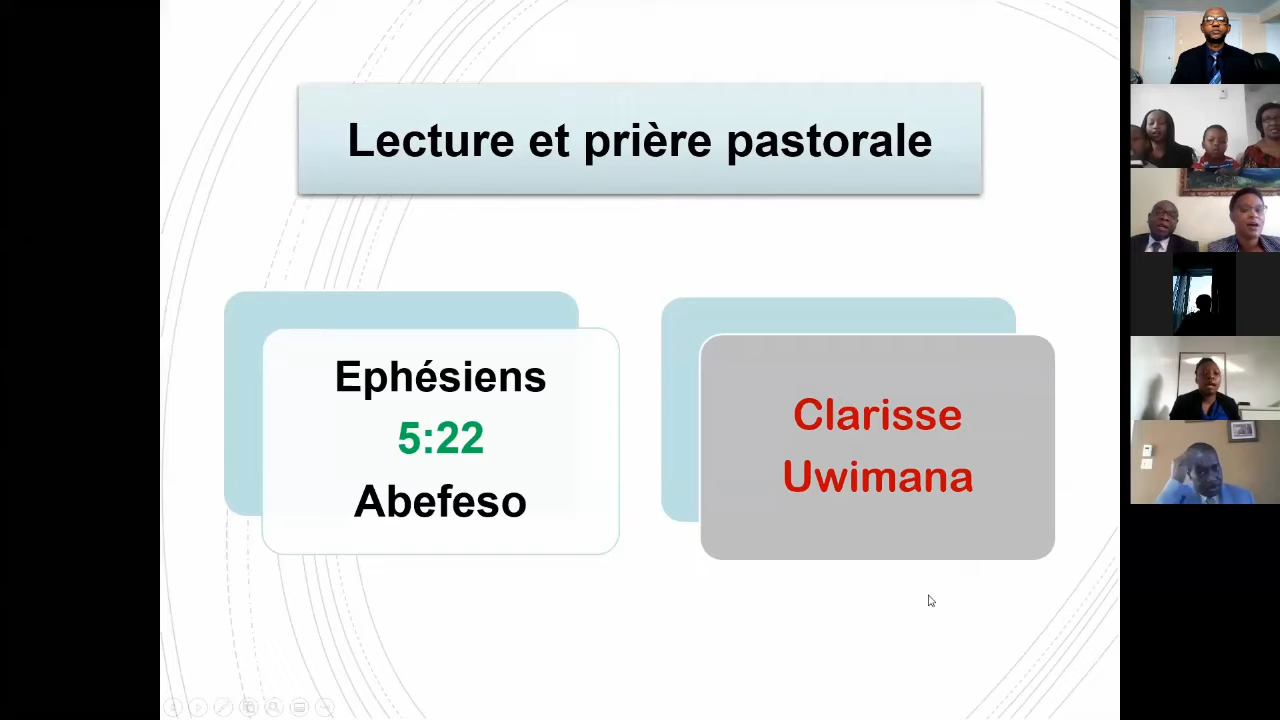 Lecture et prière pastorale
Ephésiens
5:22
Abefeso
Clarisse
Uwimana